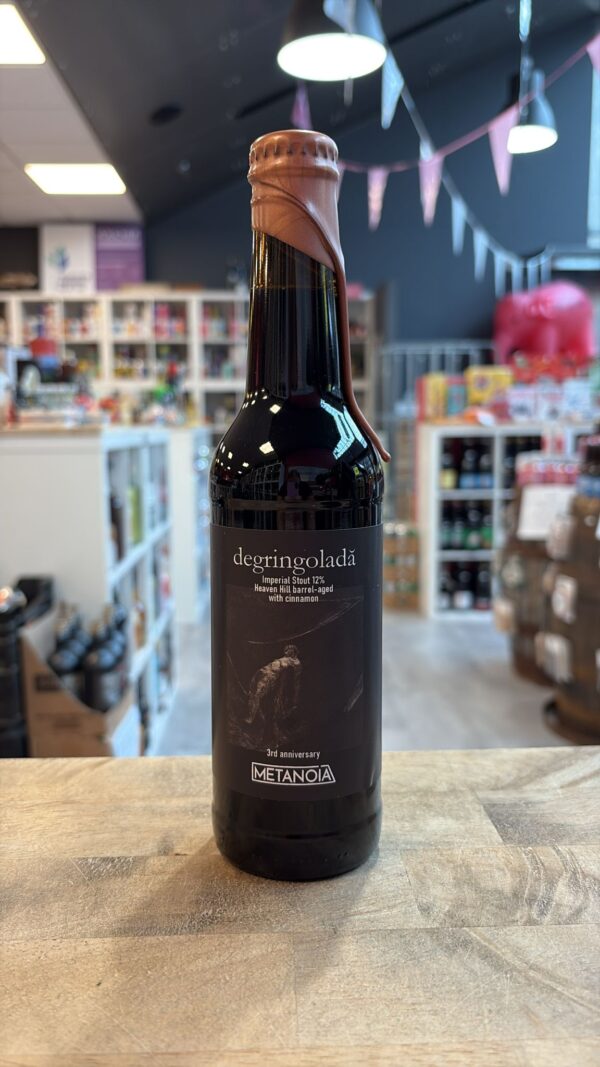 degringoladă
Imperial Stout 12%
Heaven Hill barrel-aged
with cinnamon
3rd anniversary
METANOIA